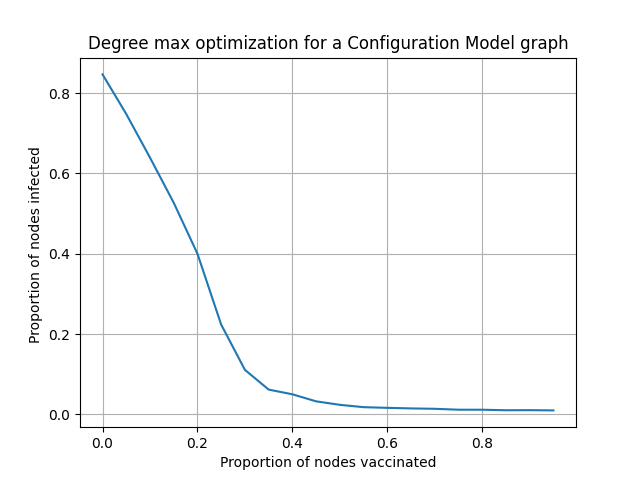 Degree max optimization for a Configuration Model graph
0.8
0.6
0.4
0.2
0.0
Proportion of nodes infected
0.0 0.2 0.4 0.6 0.8
Proportion of nodes vaccinated